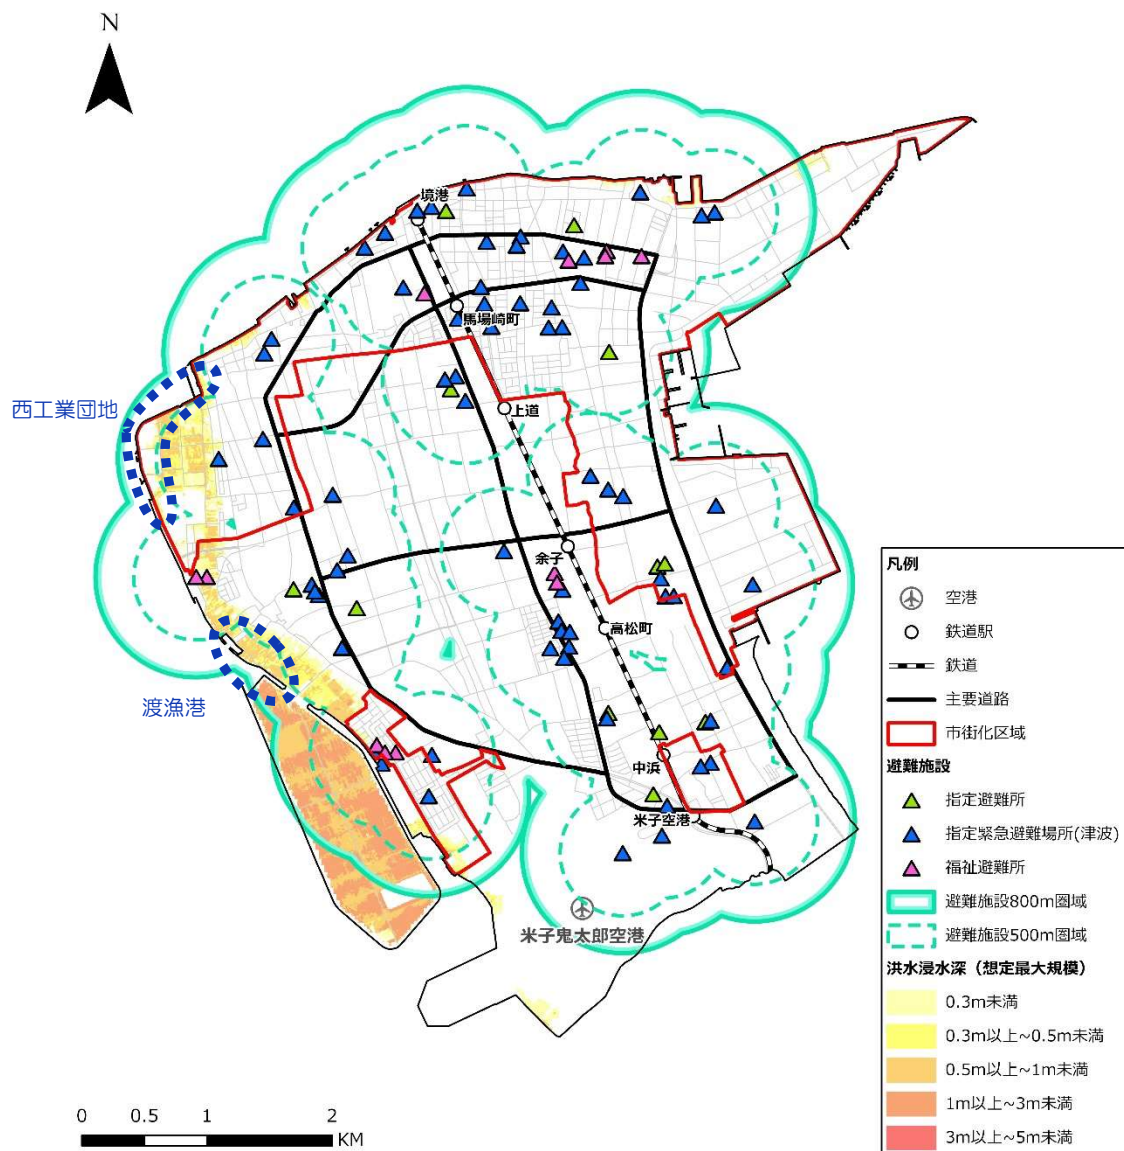 N
境港
馬場崎町
西工業団地
上道
余子
高松町
渡漁港
中浜
米子空港
米子鬼太郎空港
凡例
空港
鉄道駅
鉄道
主要道路
市街化区域
避難施設
指定避難所
指定緊急避難場所(津波)
福祉避難所
避難施設800m圏域
避難施設500m圏域
洪水浸水深（想定最大規模）
0.3m未満
0.3m以上~0.5m未満
0.5m以上~1m未満
1m以上~3m未満
3m以上~5m未満
0 0.5 1 2
KM